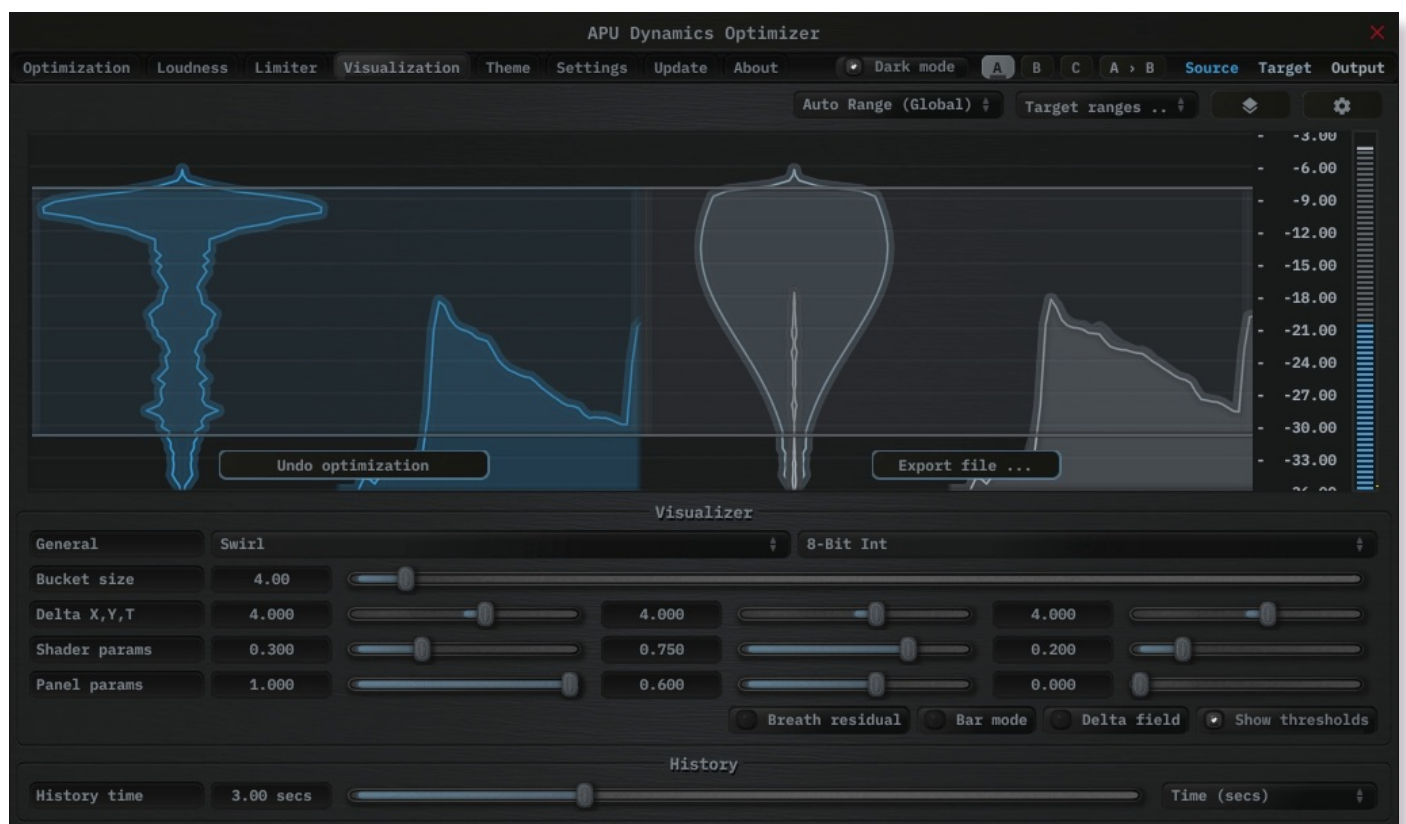 APU Dynamics Optimizer
Optimization Loudness Limiter Visualization Theme Settings Update About Dark mode A B C A › B Source Target Output
Auto Range (Global) Target ranges ..
- -3.00
- -6.00
- -9.00
- -12.00
- -15.00
- -18.00
- -21.00
- -24.00
- -27.00
- -30.00
Undo optimization Export file ... - -33.00
Visualizer
General Swirl 8-Bit Int
Bucket size 4.00
Delta X,Y,T 4.000 4.000 4.000
Shader params 0.300 0.750 0.200
Panel params 1.000 0.600 0.000
Breath residual Bar mode Delta field Show thresholds
History
History time 3.00 secs Time (secs)